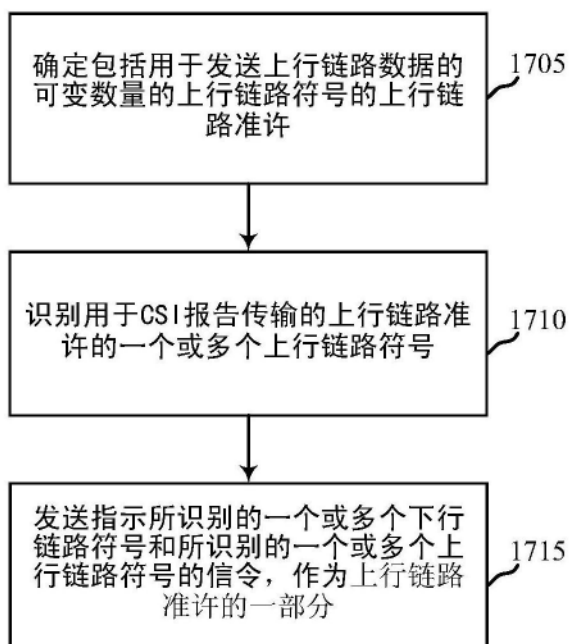 确定包括用于发送上行链路数据的
可变数量的上行链路符号的上行链
路准许
1705
识别用于CSI报告传输的上行链路准
许的一个或多个上行链路符号
1710
发送指示所识别的一个或多个下行
链路符号和所识别的一个或多个上
行链路符号的信令，作为上行链路
准许的一部分
1715